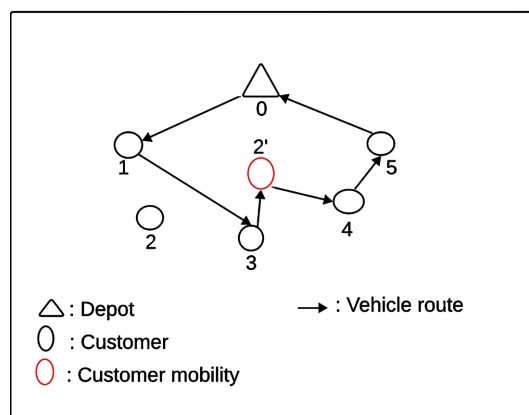 0
2'
1
5
2
4
3
: Depot
: Vehicle route
: Customer
: Customer mobility